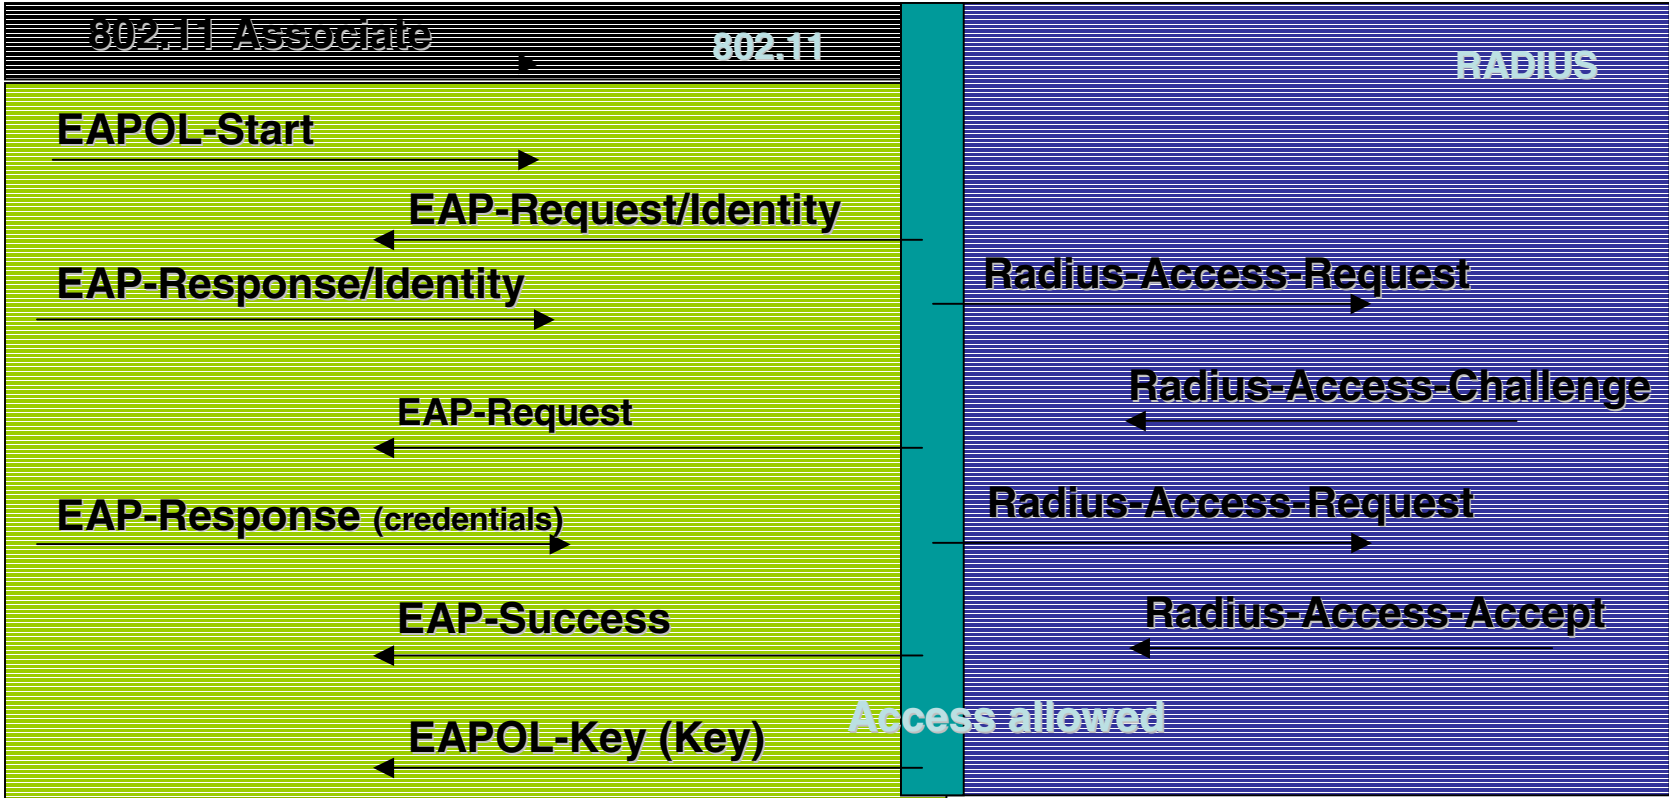 802.11 Associate
802.11
RADIUS
EAPOL-Start
EAP-Request/Identity
EAP-Response/Identity
Radius-Access-Request
Radius-Access-Challenge
EAP-Request
Radius-Access-Request
EAP-Response (credentials)
Radius-Access-Accept
EAP-Success
Access allowed
EAPOL-Key (Key)